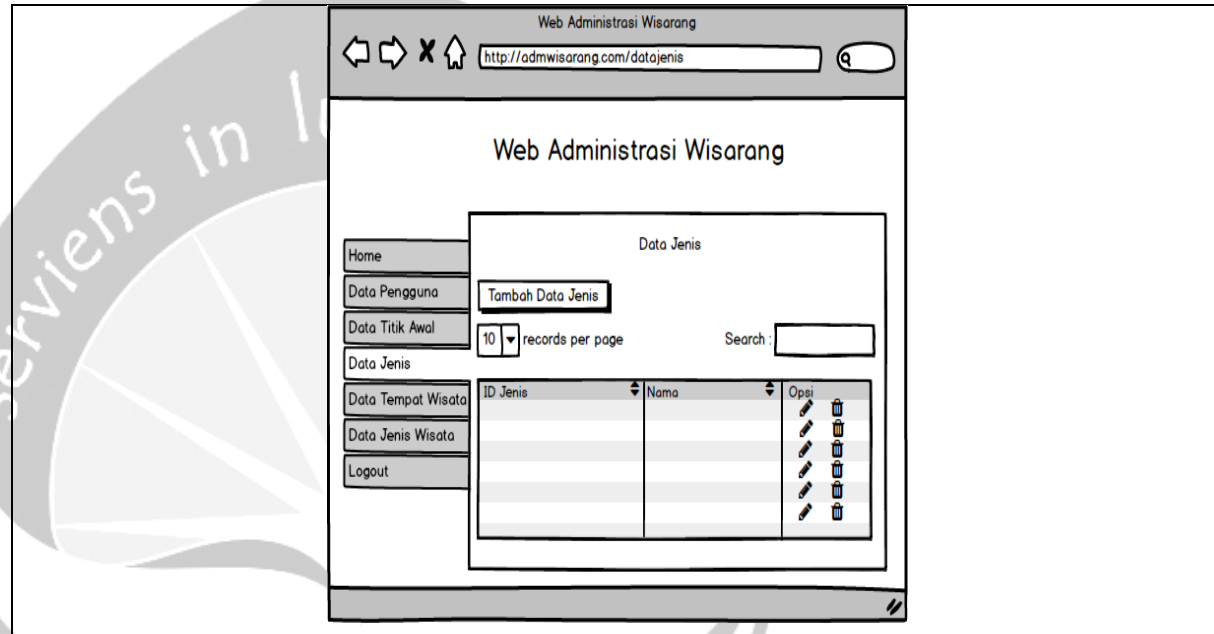 Web Administrasi Wisarang
http://admwisarang.com/datajenis
Web Administrasi Wisarang
Home
Data Pengguna
Data Titik Awal
Data Jenis
Data Tempat Wisata
Data Jenis Wisata
Logout
Data Jenis
Tambah Data Jenis
10 records per page Search :
ID Jenis Nama Opsi
serviens in